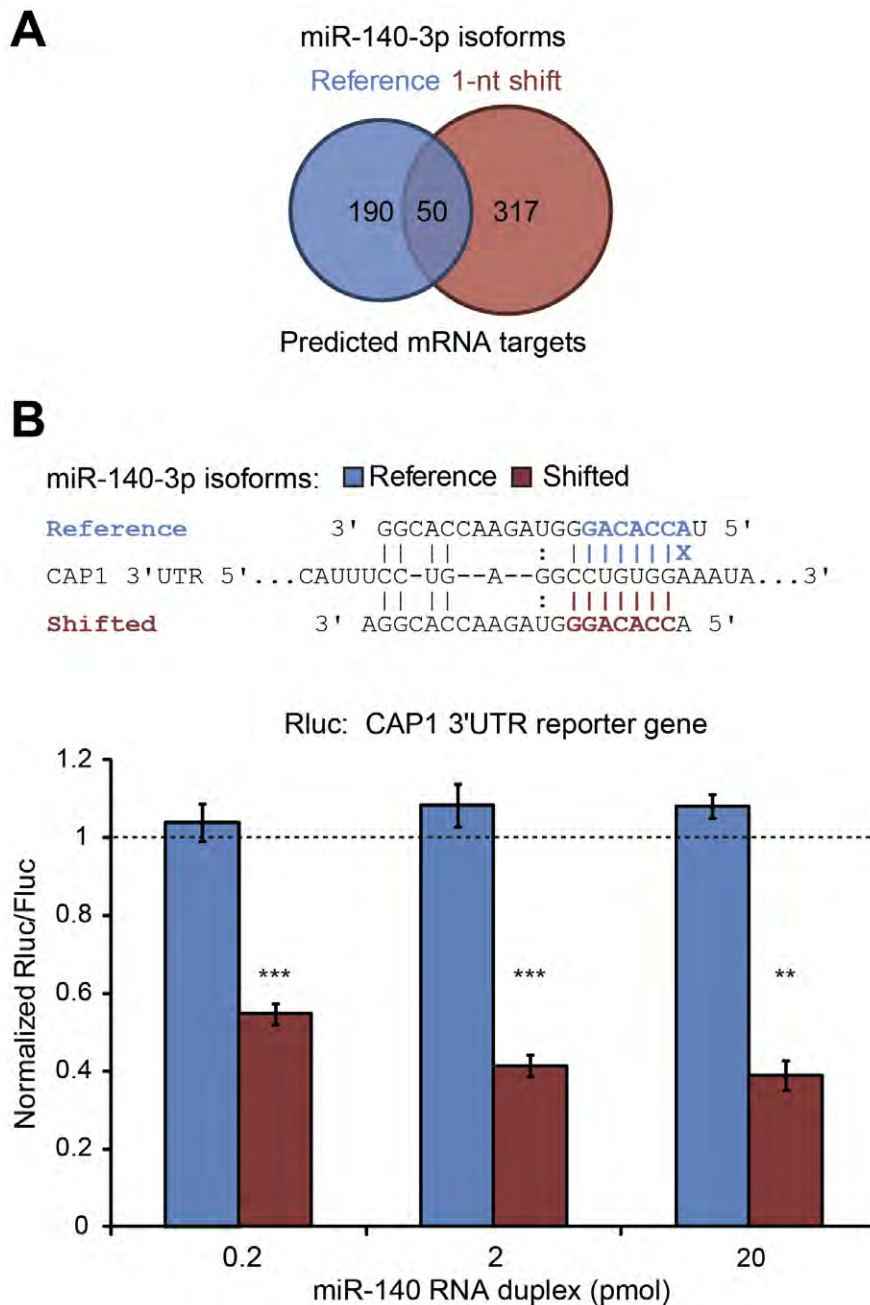 A
miR-140-3p isoforms
Reference 1-nt shift
190 50 317
Predicted mRNA targets
B
miR-140-3p isoforms: Reference Shifted
Reference 3' GGCACCAAGAUGGGACACCAU 5'
|| || : |||||||X
CAP1 3'UTR 5'...CAUUUCC-UG--A--GGCCUGUGGAAAUA...3'
|| || : |||||||
Shifted 3' AGGCACCAAGAUGGGACACCA 5'
Rluc: CAP1 3'UTR reporter gene
Normalized Rluc/Fluc
1.2
1
0.8
0.6
0.4
0.2
0
*** *** **
0.2 2 20
miR-140 RNA duplex (pmol)